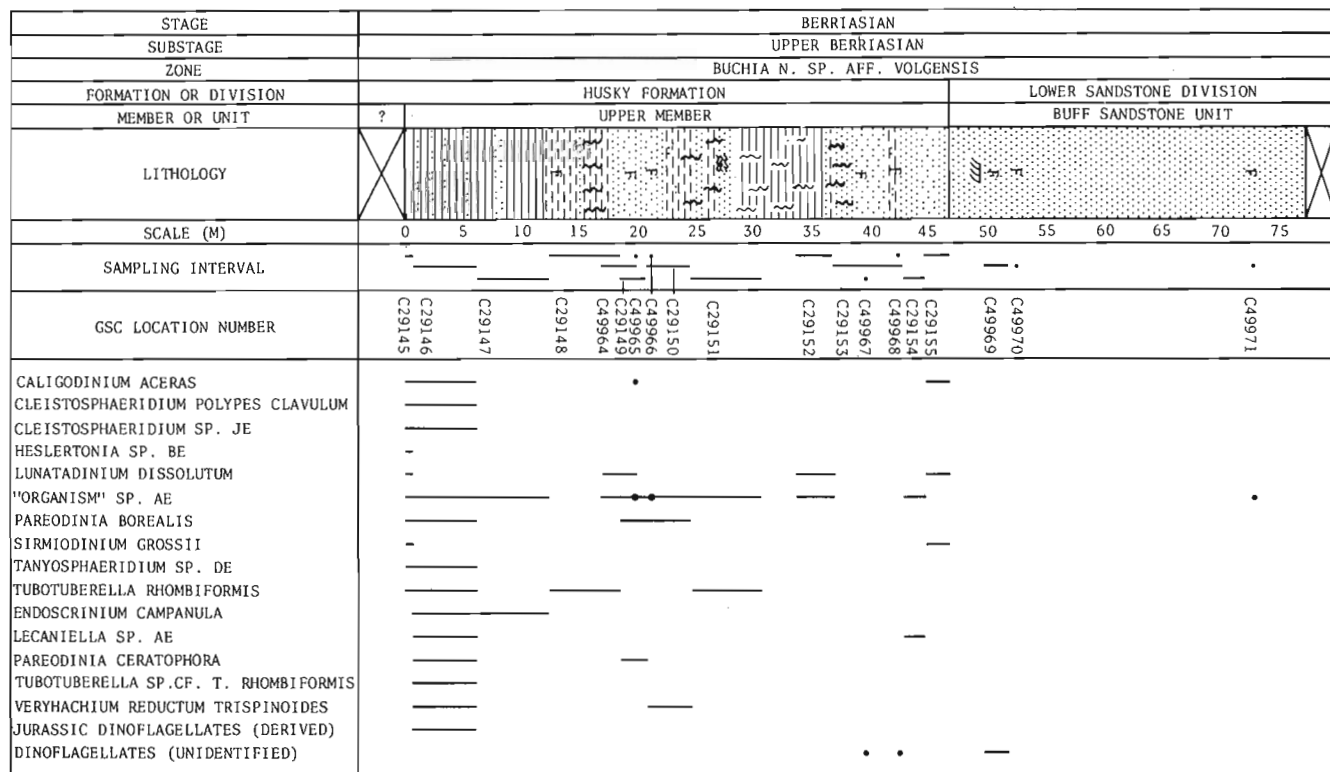 STAGE BERRIASIAN
SUBSTAGE UPPER BERRIASIAN
ZONE BUCHIA N. SP. AFF. VOLGENSIS
FORMATION OR DIVISION HUSKY FORMATION LOWER SANDSTONE DIVISION
MEMBER OR UNIT ? UPPER MEMBER BUFF SANDSTONE UNIT
LITHOLOGY F F F F F F F F
SCALE (M) 0 5 10 15 20 25 30 35 40 45 50 55 60 65 70 75
SAMPLING INTERVAL
GSC LOCATION NUMBER C29145 C29146 C29147 C29148 C49964 C29149 C49965 C49966 C29150 C29151 C29152 C29153 C49967 C49968 C29154 C29155 C49969 C49970 C49971
CALIGODINIUM ACERAS
CLEISTOSPHAERIDIUM POLYPES CLAVULUM
CLEISTOSPHAERIDIUM SP. JE
HESLERTONIA SP. BE
LUNATADINIUM DISSOLUTUM
"ORGANISM" SP. AE
PAREODINIA BOREALIS
SIRMIODINIUM GROSSII
TANYOSPHAERIDIUM SP. DE
TUBOTUBERELLA RHOMBIFORMIS
ENDOSCRINIUM CAMPANULA
LECANIELLA SP. AE
PAREODINIA CERATOPHORA
TUBOTUBERELLA SP.CF. T. RHOMBIFORMIS
VERYHACHIUM REDUCTUM TRISPINOIDES
JURASSIC DINOFLAGELLATES (DERIVED)
DINOFLAGELLATES (UNIDENTIFIED)